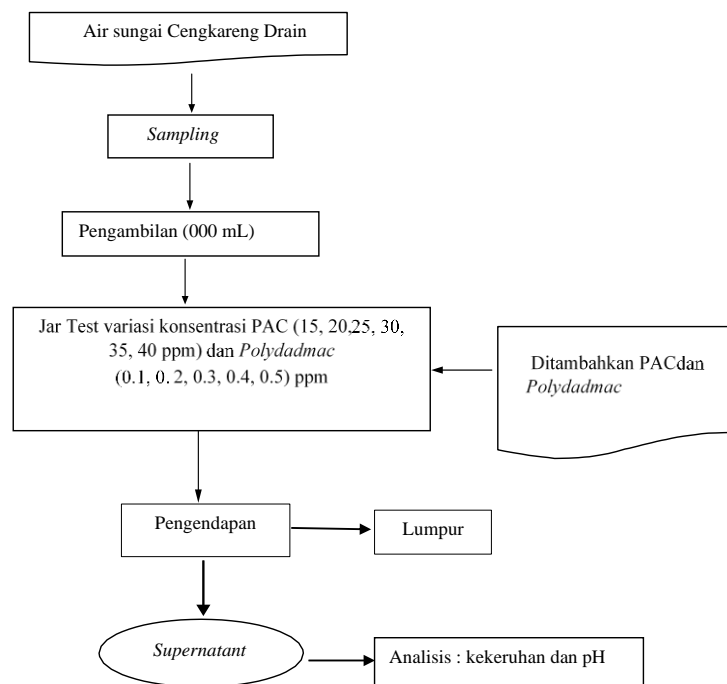 Air sungai Cengkareng Drain
Sampling
Pengambilan (000 mL)
Jar Test variasi konsentrasi PAC (15, 20,25, 30,
35, 40 ppm) dan Polydadmac
(0.1, 0.2, 0.3, 0.4, 0.5) ppm
Ditambahkan PACdan
Polydadmac
Pengendapan
Lumpur
Supernatant
Analisis : kekeruhan dan pH